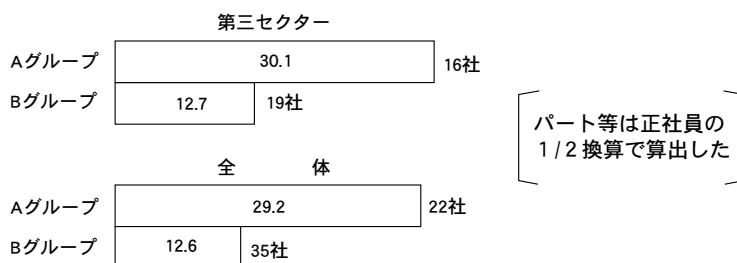 第三セクター
Aグループ 30.1 16社
Bグループ 12.7 19社
パート等は正社員の
1/2換算で算出した
全 体
Aグループ 29.2 22社
Bグループ 12.6 35社